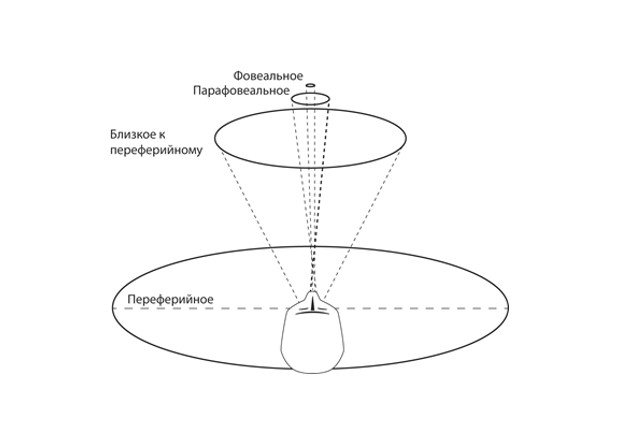 Фовеальное
Парафовеальное
Близкое к
переферийному
Переферийное